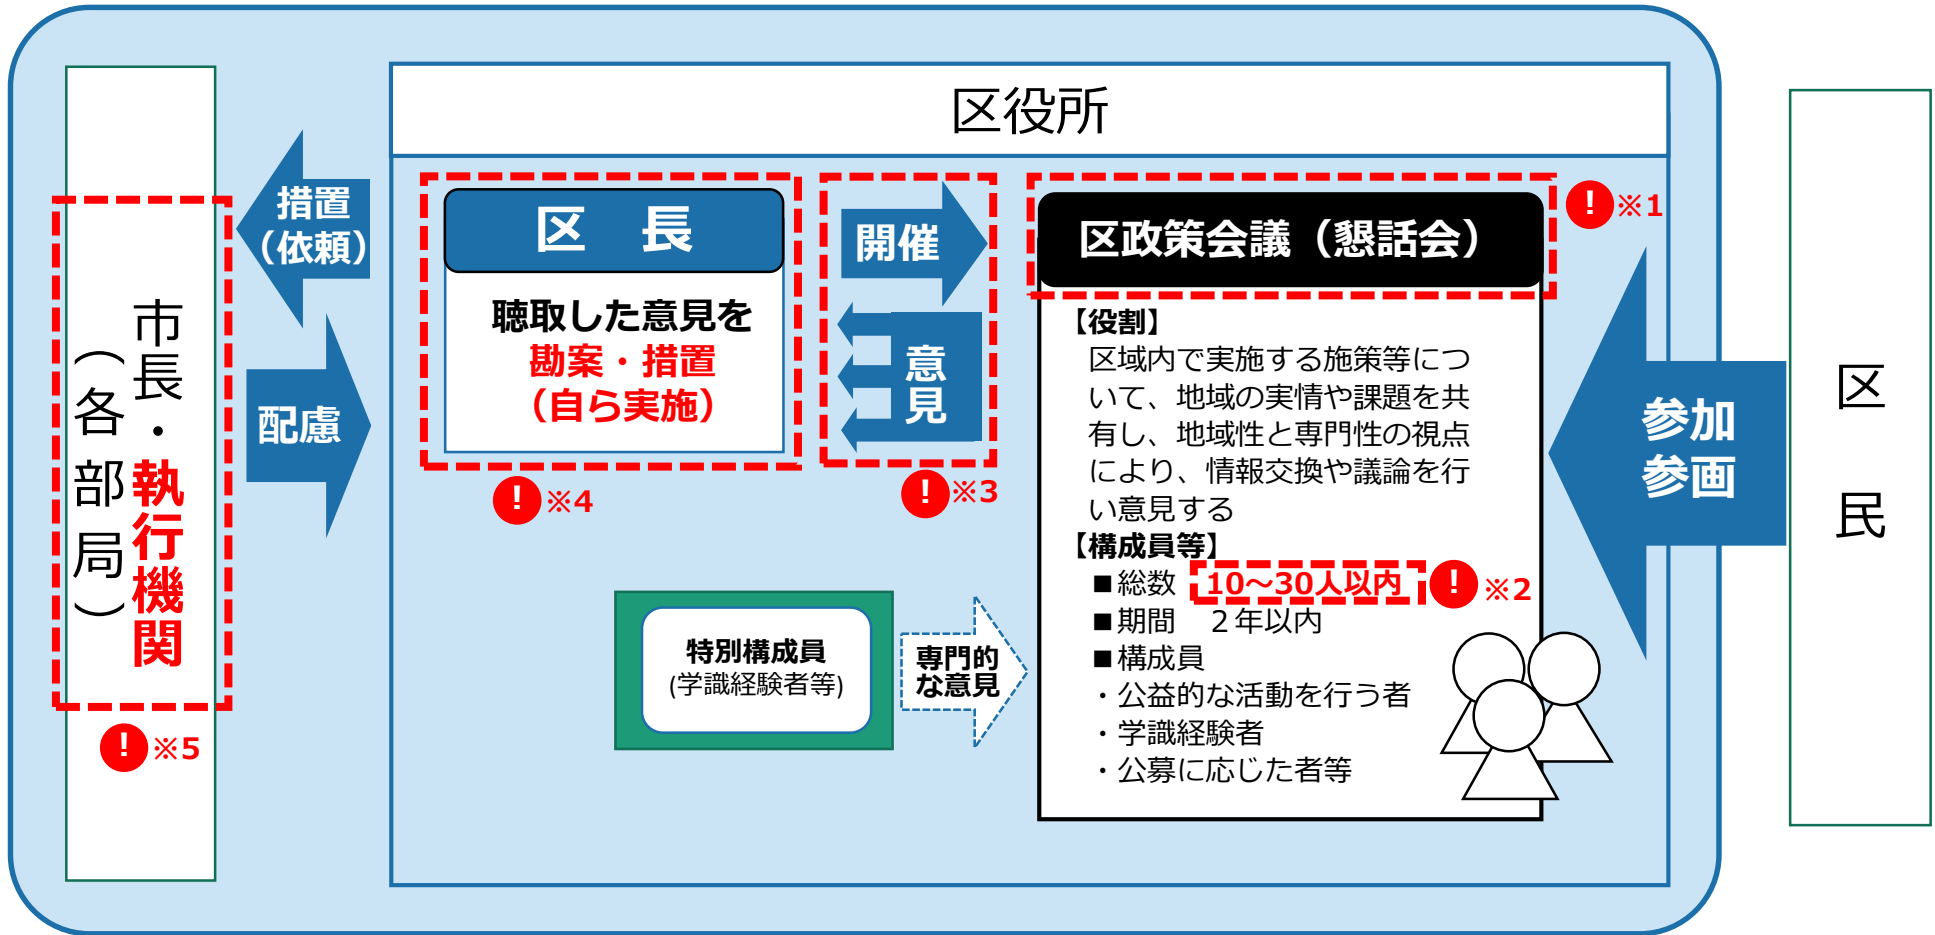 区役所
市長・執行機関
（各部局）
措置
（依頼）
配慮
区　長
聴取した意見を
勘案・措置
（自ら実施）
! ※4
開催
意見
! ※3
区政策会議（懇話会）
! ※1
【役割】
区域内で実施する施策等につ
いて、地域の実情や課題を共
有し、地域性と専門性の視点
により、情報交換や議論を行
い意見する
【構成員等】
■総数　10～30人以内
! ※2
■期間　２年以内
■構成員
・公益的な活動を行う者
・学識経験者
・公募に応じた者等
特別構成員
(学識経験者等)
専門的
な意見
参加
参画
区民
! ※5